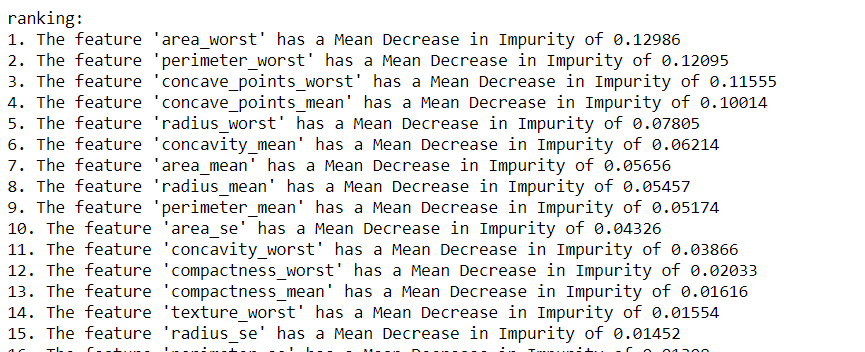 ranking:
1. The feature 'area_worst' has a Mean Decrease in Impurity of 0.12986
2. The feature 'perimeter_worst' has a Mean Decrease in Impurity of 0.12095
3. The feature 'concave_points_worst' has a Mean Decrease in Impurity of 0.11555
4. The feature 'concave_points_mean' has a Mean Decrease in Impurity of 0.10014
5. The feature 'radius_worst' has a Mean Decrease in Impurity of 0.07805
6. The feature 'concavity_mean' has a Mean Decrease in Impurity of 0.06214
7. The feature 'area_mean' has a Mean Decrease in Impurity of 0.05656
8. The feature 'radius_mean' has a Mean Decrease in Impurity of 0.05457
9. The feature 'perimeter_mean' has a Mean Decrease in Impurity of 0.05174
10. The feature 'area_se' has a Mean Decrease in Impurity of 0.04326
11. The feature 'concavity_worst' has a Mean Decrease in Impurity of 0.03866
12. The feature 'compactness_worst' has a Mean Decrease in Impurity of 0.02033
13. The feature 'compactness_mean' has a Mean Decrease in Impurity of 0.01616
14. The feature 'texture_worst' has a Mean Decrease in Impurity of 0.01554
15. The feature 'radius_se' has a Mean Decrease in Impurity of 0.01452